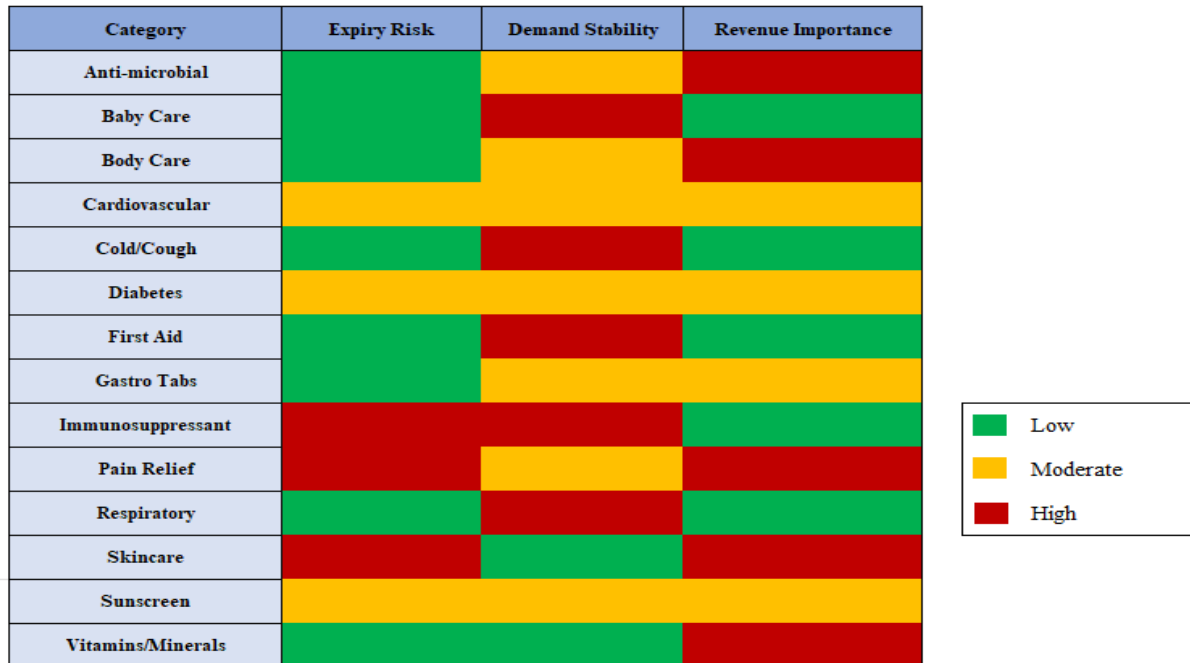 Category Expiry Risk Demand Stability Revenue Importance
Anti-microbial
Baby Care
Body Care
Cardiovascular
Cold/Cough
Diabetes
First Aid
Gastro Tabs
Immunosuppressant
Pain Relief
Respiratory
Skincare
Sunscreen
Vitamins/Minerals
Low
Moderate
High